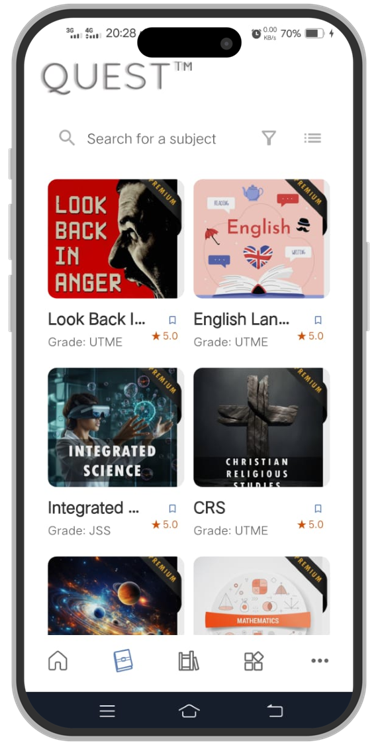 3G 4G 20:28 0.00 KB/s 70%
QUEST™
Search for a subject
PREMIUM
LOOK
BACK
IN
ANGER
PREMIUM
READING
English
WRITING
Look Back I...
Grade: UTME
5.0
English Lan...
Grade: UTME
5.0
PREMIUM
INTEGRATED
SCIENCE
PREMIUM
CHRISTIAN
RELIGIOUS
STUDIES
Integrated ...
Grade: JSS
5.0
CRS
Grade: UTME
5.0
PREMIUM
PREMIUM
MATHEMATICS